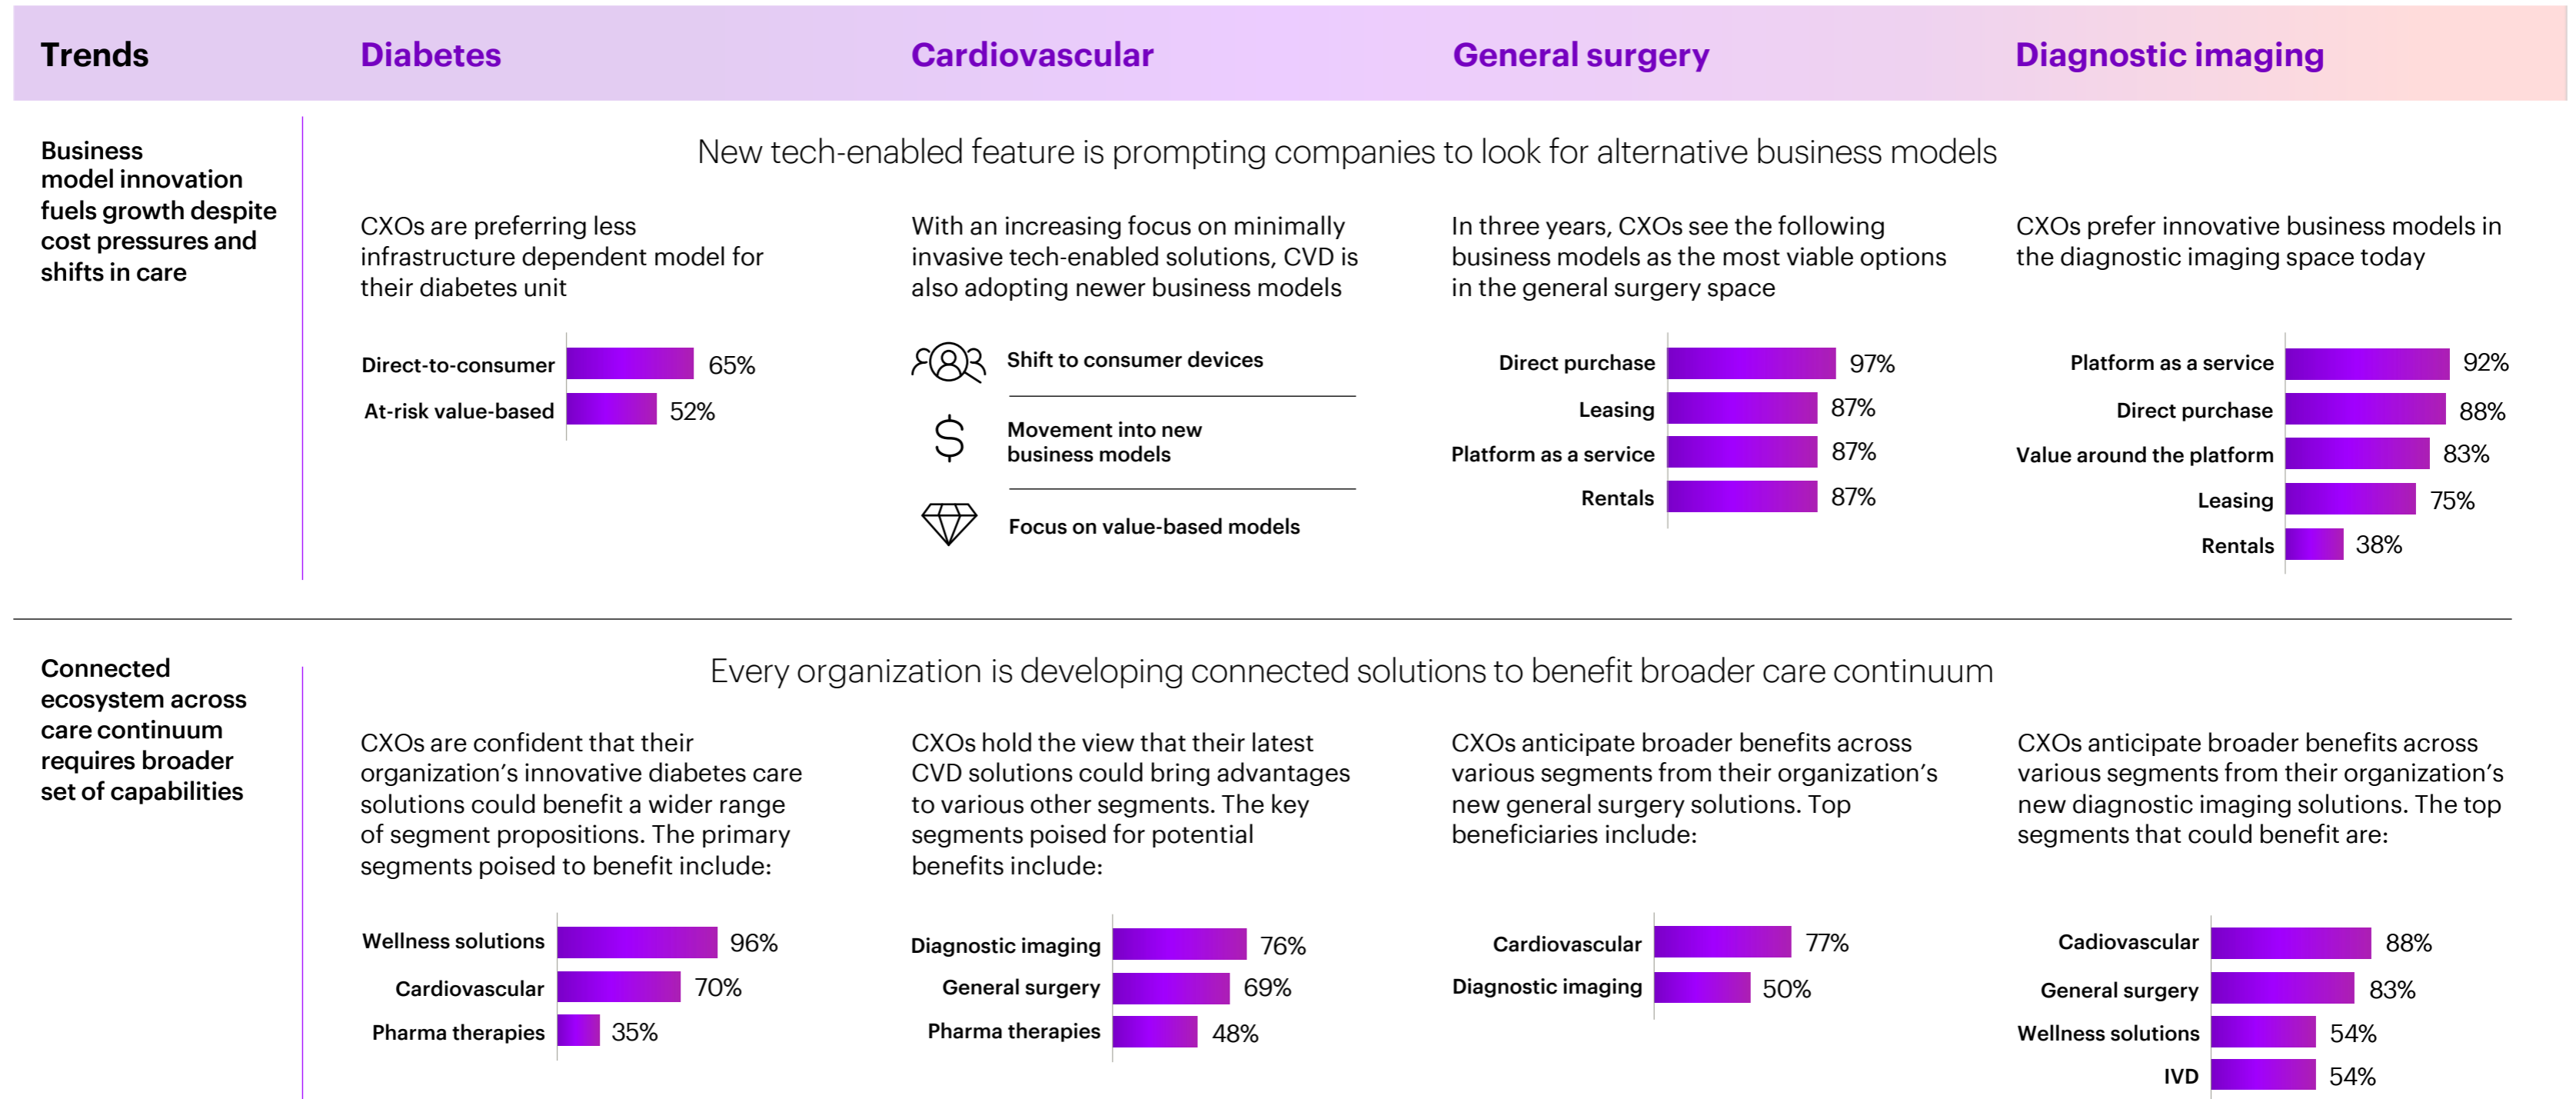 Trends
Diabetes
Cardiovascular
General surgery
Diagnostic imaging
Business
model innovation
fuels growth despite
cost pressures and
shifts in care
New tech-enabled feature is prompting companies to look for alternative business models
CXOs are preferring less
infrastructure dependent model for
their diabetes unit
Direct-to-consumer 65%
At-risk value-based 52%
With an increasing focus on minimally
invasive tech-enabled solutions, CVD is
also adopting newer business models
Shift to consumer devices
Movement into new
business models
Focus on value-based models
In three years, CXOs see the following
business models as the most viable options
in the general surgery space
Direct purchase 97%
Leasing 87%
Platform as a service 87%
Rentals 87%
CXOs prefer innovative business models in
the diagnostic imaging space today
Platform as a service 92%
Direct purchase 88%
Value around the platform 83%
Leasing 75%
Rentals 38%
Connected
ecosystem across
care continuum
requires broader
set of capabilities
Every organization is developing connected solutions to benefit broader care continuum
CXOs are confident that their
organization's innovative diabetes care
solutions could benefit a wider range
of segment propositions. The primary
segments poised to benefit include:
Wellness solutions 96%
Cardiovascular 70%
Pharma therapies 35%
CXOs hold the view that their latest
CVD solutions could bring advantages
to various other segments. The key
segments poised for potential
benefits include:
Diagnostic imaging 76%
General surgery 69%
Pharma therapies 48%
CXOs anticipate broader benefits across
various segments from their organization's
new general surgery solutions. Top
beneficiaries include:
Cardiovascular 77%
Diagnostic imaging 50%
CXOs anticipate broader benefits across
various segments from their organization's
new diagnostic imaging solutions. The top
segments that could benefit are:
Cadiovascular 88%
General surgery 83%
Wellness solutions 54%
IVD 54%